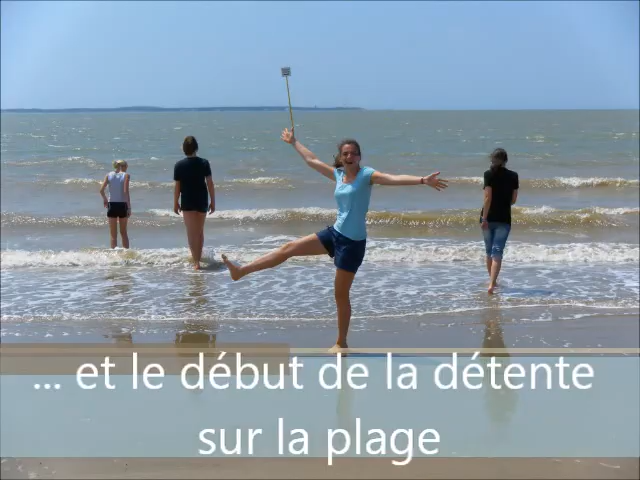 ... et le début de la détente
sur la plage